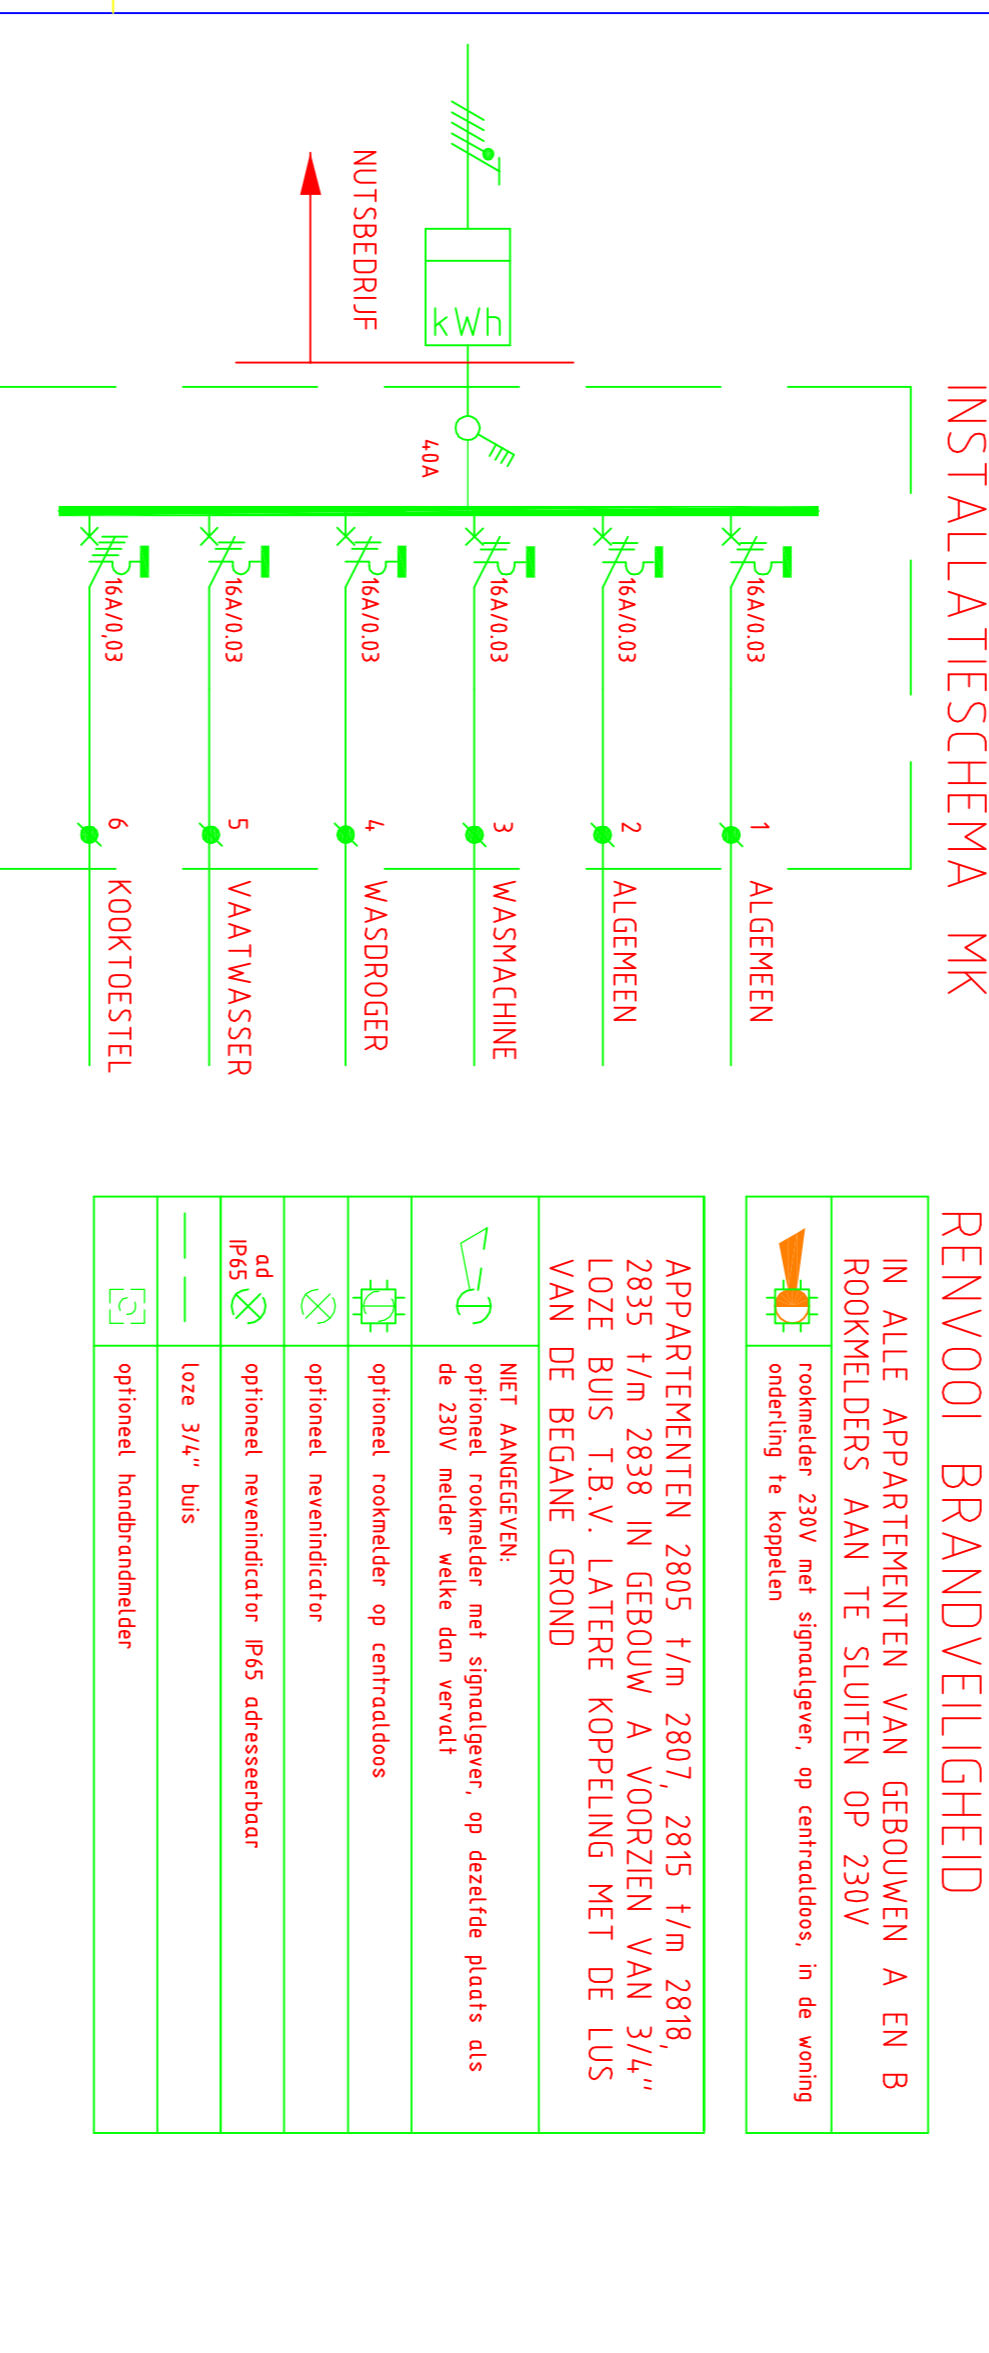 INSTALLATIESCHEMA MK
NUTSBEDRIJF
kWh
40A
16A/0.03
1
ALGEMEEN
16A/0.03
2
ALGEMEEN
16A/0.03
3
WASMACHINE
16A/0.03
4
WASDROGER
16A/0.03
5
VAATWASSER
16A/0,03
6
KOOKTOESTEL
RENVOOI BRANDVEILIGHEID
IN ALLE APPARTEMENTEN VAN GEBOUWEN A EN B
ROOKMELDERS AAN TE SLUITEN OP 230V
rookmelder 230V met signaalgever, op centraaldoos, in de woning
onderling te koppelen
APPARTEMENTEN 2805 t/m 2807, 2815 t/m 2818,
2835 t/m 2838 IN GEBOUW A VOORZIEN VAN 3/4"
LOZE BUIS T.B.V. LATERE KOPPELING MET DE LUS
VAN DE BEGANE GROND
NIET AANGEGEVEN:
optioneel rookmelder met signaalgever, op dezelfde plaats als
de 230V melder welke dan vervalt
optioneel rookmelder op centraaldoos
optioneel nevenindicator
ad
IP65
optioneel nevenindicator IP65 adresseerbaar
loze 3/4" buis
optioneel handbrandmelder